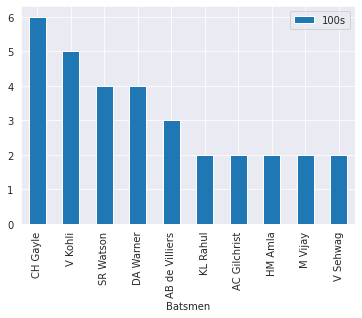 100s
6
5
4
3
2
1
0
CH Gayle
V Kohli
SR Watson
DA Warner
AB de Villiers
KL Rahul
AC Gilchrist
HM Amla
M Vijay
V Sehwag
Batsmen